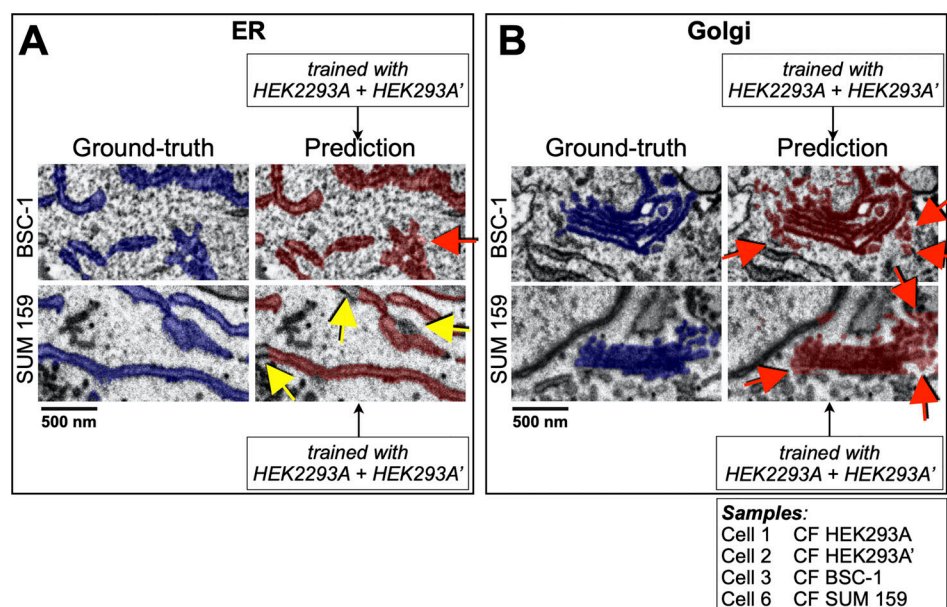 A
ER
trained with
HEK2293A + HEK293A’
Ground-truth
Prediction
BSC-1
SUM 159
500 nm
trained with
HEK2293A + HEK293A’
B
Golgi
trained with
HEK2293A + HEK293A’
Ground-truth
Prediction
BSC-1
SUM 159
500 nm
trained with
HEK2293A + HEK293A’
Samples:
Cell 1 CF HEK293A
Cell 2 CF HEK293A’
Cell 3 CF BSC-1
Cell 6 CF SUM 159